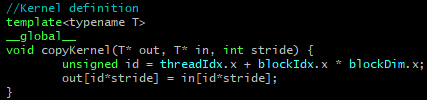 //Kernel definition
template<typename T>
__global__
void copyKernel(T* out, T* in, int stride) {
        unsigned id = threadIdx.x + blockIdx.x * blockDim.x;
        out[id*stride] = in[id*stride];
}